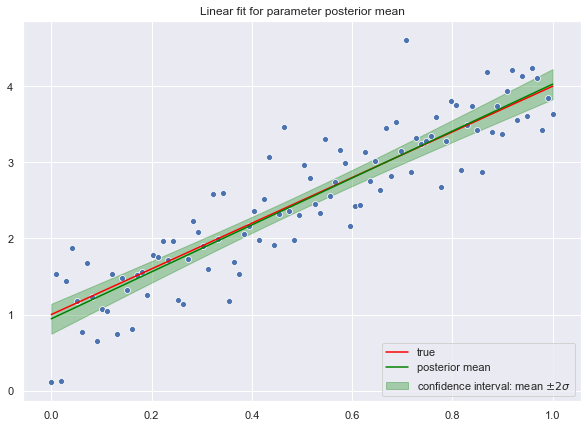 Linear fit for parameter posterior mean
4
3
2
1
0
true
posterior mean
confidence interval: mean ±2σ
0.0 0.2 0.4 0.6 0.8 1.0